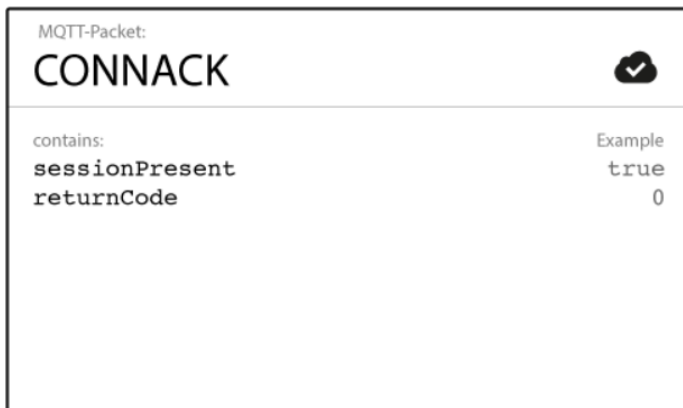 MQTT-Packet:
CONNACK
contains: Example
sessionPresent true
returnCode 0